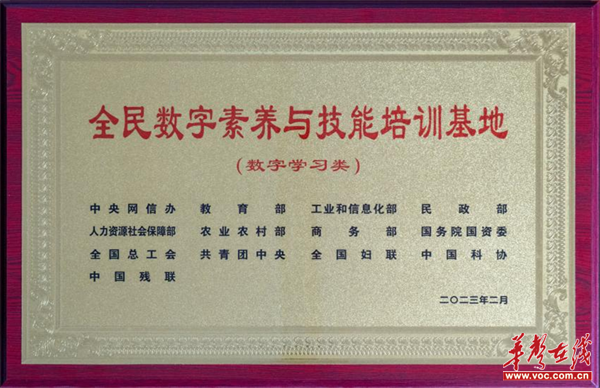 全民数字素养与技能培训基地
(数字学习类)
中央网信办 教育部 工业和信息化部 民政部
人力资源社会保障部 农业农村部 商务部 国务院国资委
全国总工会 共青团中央 全国妇联 中国科协
中国残联
二〇二三年二月
华声在线
www.voc.com.cn